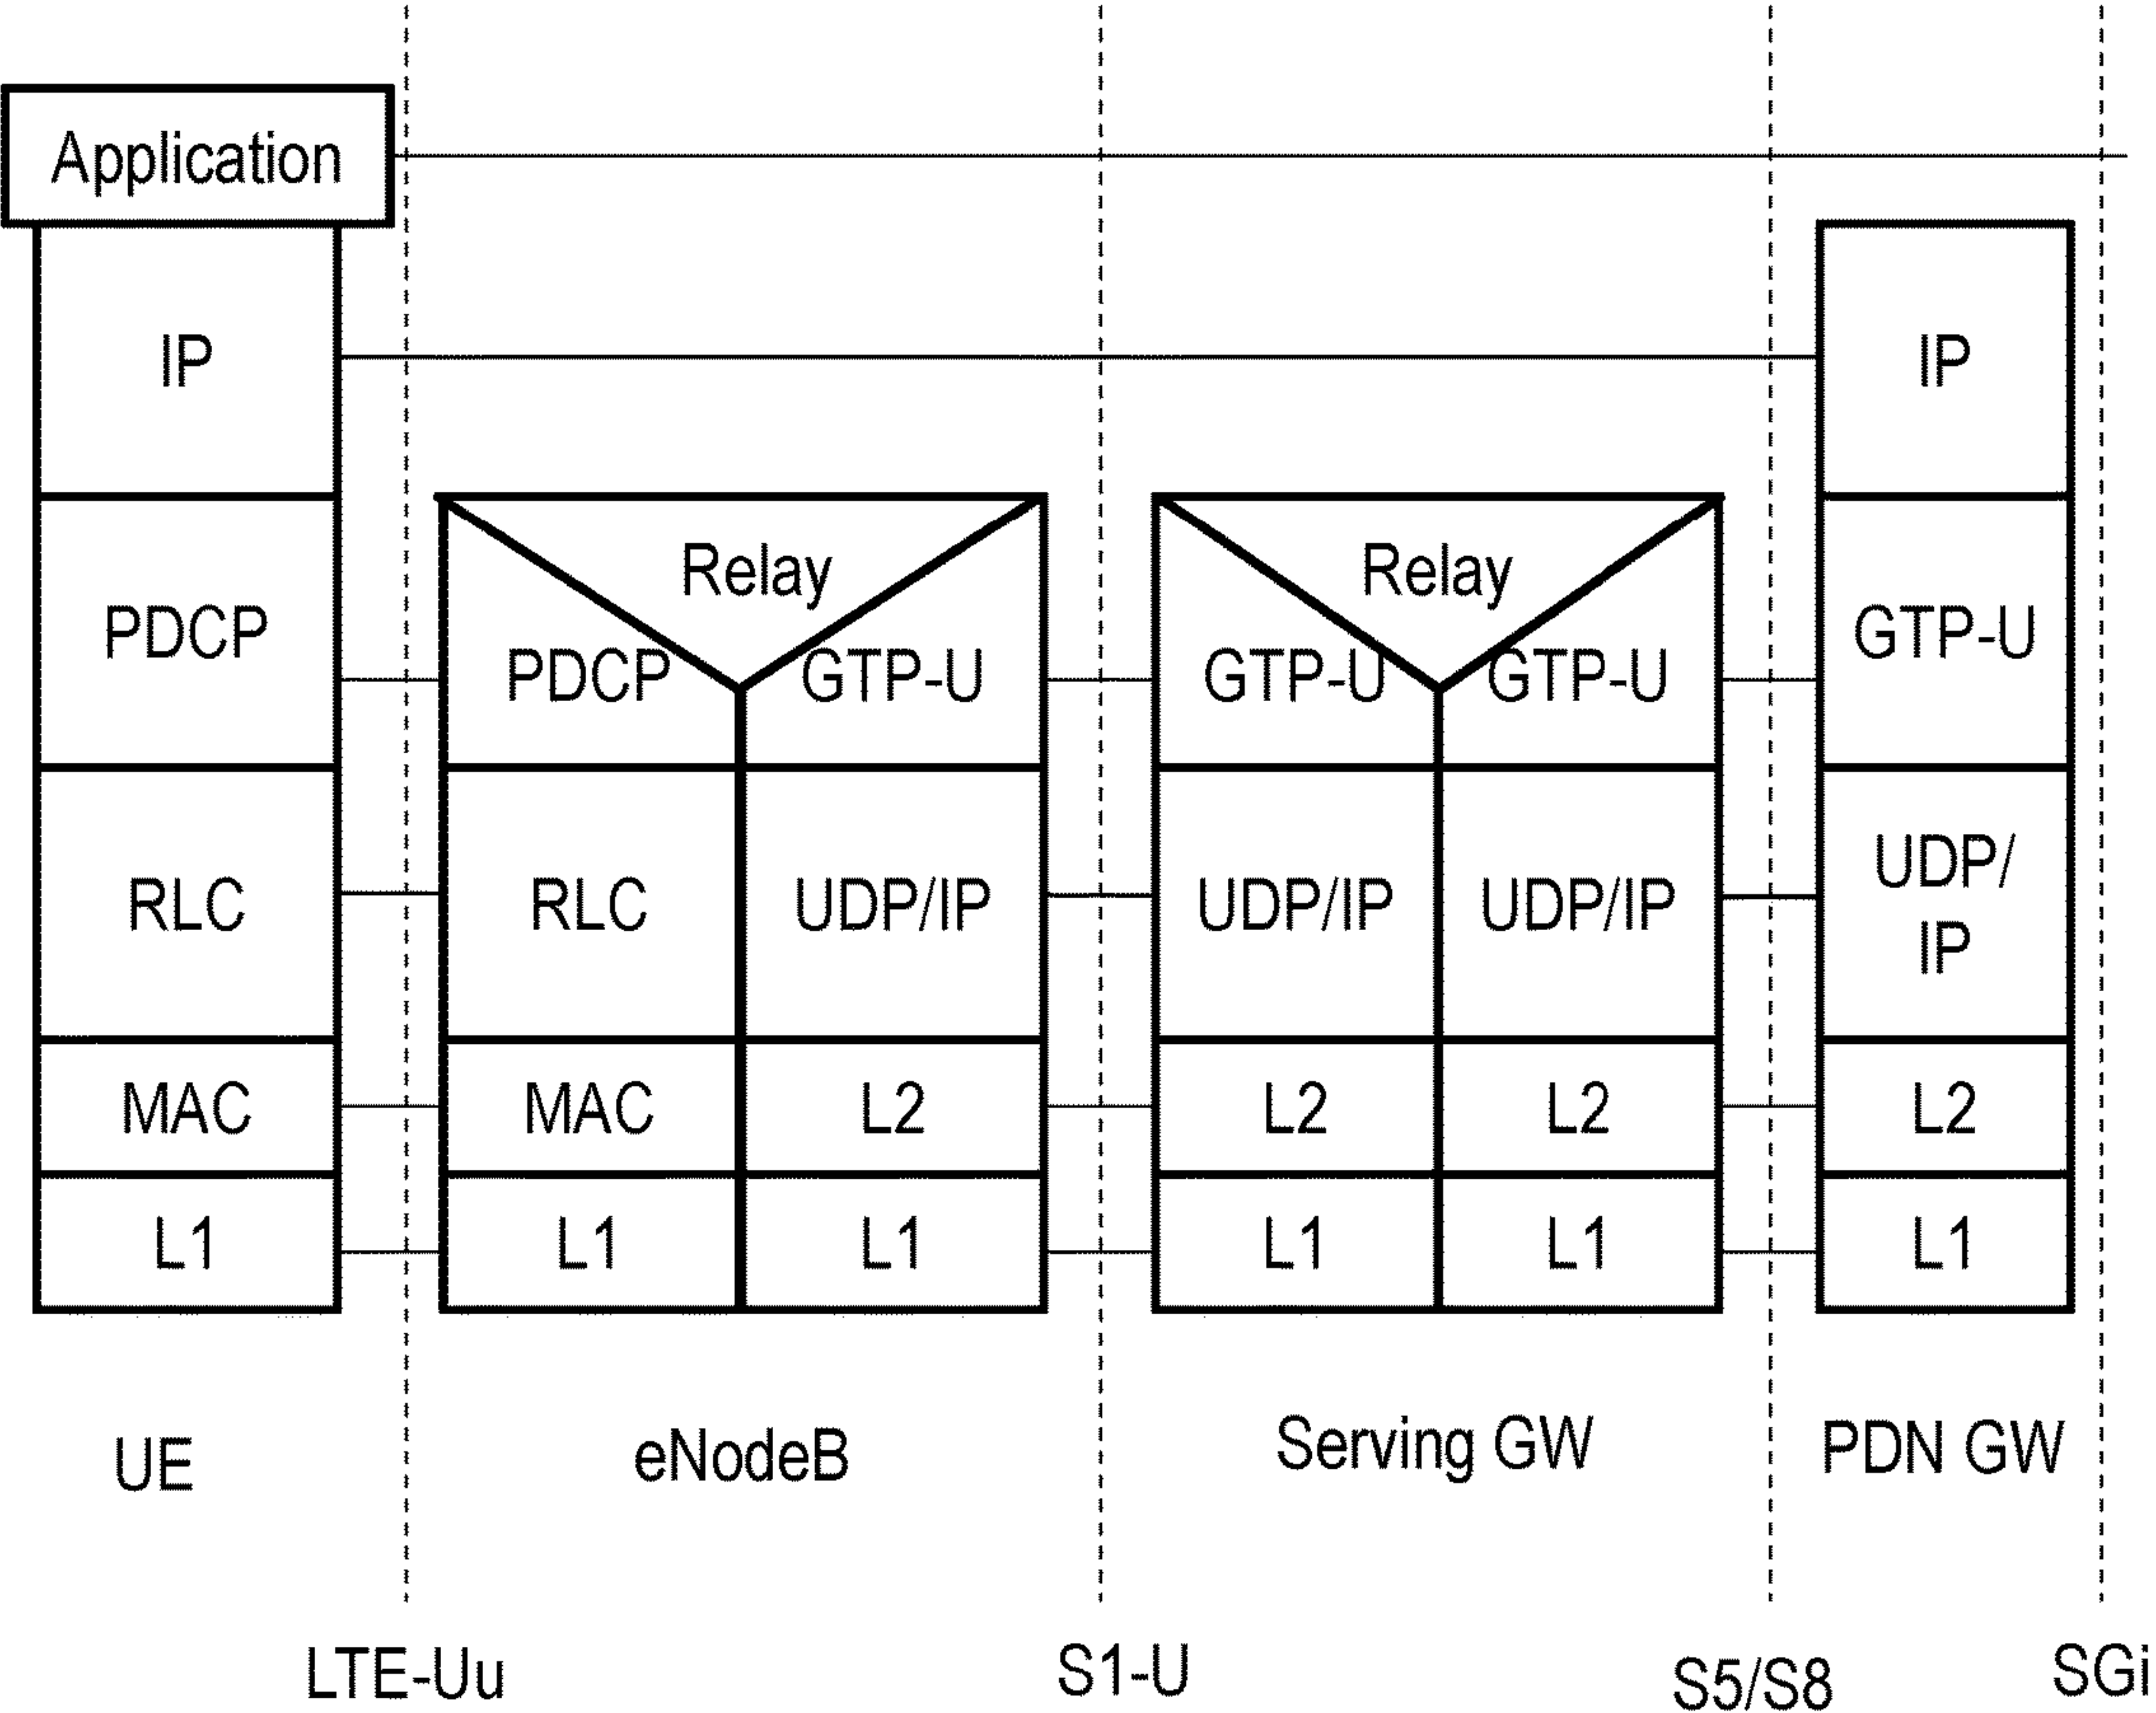 Application
IP
IP
Relay
Relay
PDCP
PDCP
GTP-U
GTP-U
GTP-U
GTP-U
RLC
RLC
UDP/IP
UDP/IP
UDP/IP
UDP/
IP
MAC
MAC
L2
L2
L2
L2
L1
L1
L1
L1
L1
L1
UE
eNodeB
Serving GW
PDN GW
LTE-Uu
S1-U
S5/S8
SGi